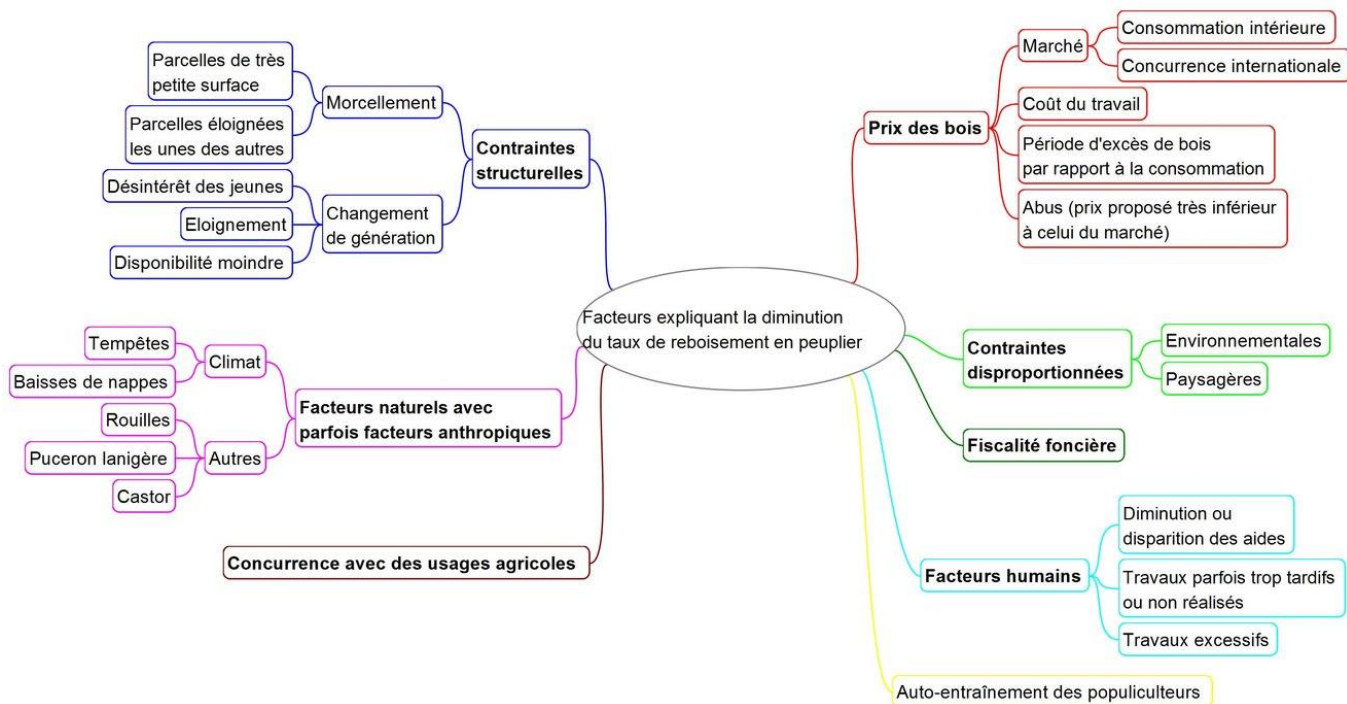 Facteurs expliquant la diminution
du taux de reboisement en peuplier
Contraintes
structurelles
Morcellement
Parcelles de très
petite surface
Parcelles éloignées
les unes des autres
Changement
de génération
Désintérêt des jeunes
Eloignement
Disponibilité moindre
Facteurs naturels avec
parfois facteurs anthropiques
Climat
Tempêtes
Baisses de nappes
Autres
Rouilles
Puceron lanigère
Castor
Concurrence avec des usages agricoles
Prix des bois
Marché
Consommation intérieure
Concurrence internationale
Coût du travail
Période d'excès de bois
par rapport à la consommation
Abus (prix proposé très inférieur
à celui du marché)
Contraintes
disproportionnées
Environnementales
Paysagères
Fiscalité foncière
Facteurs humains
Diminution ou
disparition des aides
Travaux parfois trop tardifs
ou non réalisés
Travaux excessifs
Auto-entraînement des populiculteurs